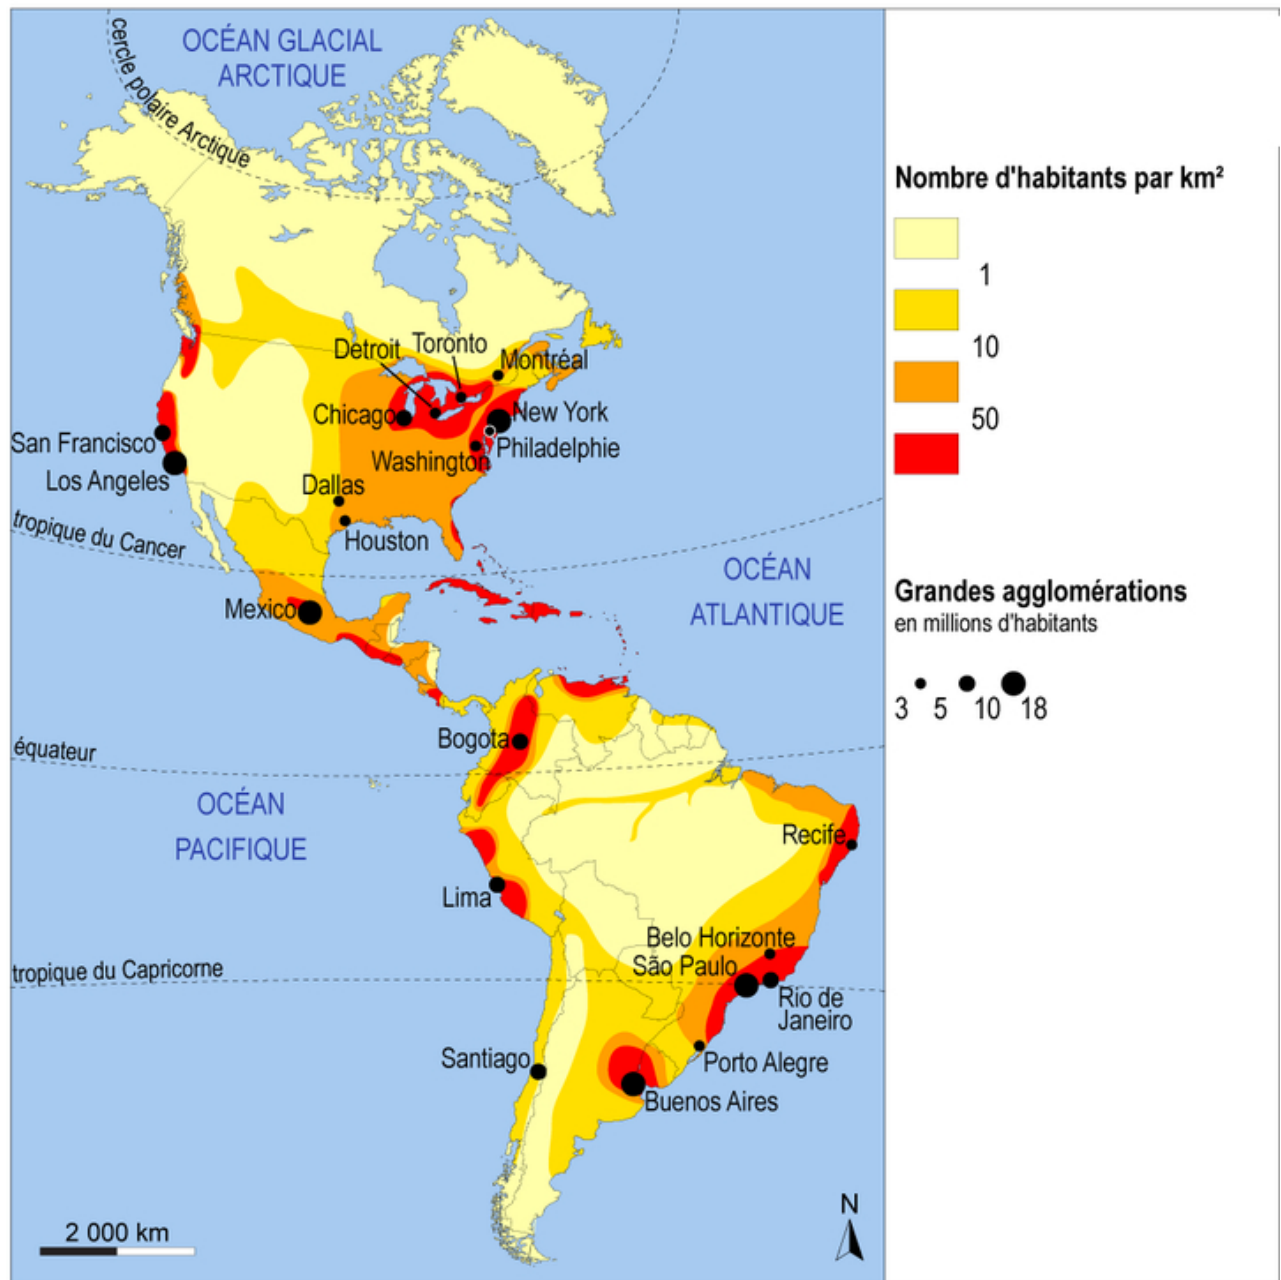 OCÉAN GLACIAL
ARCTIQUE
cercle polaire Arctique
Detroit
Toronto
Montréal
Chicago
New York
San Francisco
Philadelphie
Washington
Los Angeles
Dallas
Houston
tropique du Cancer
OCÉAN
ATLANTIQUE
Mexico
Bogota
équateur
OCÉAN
PACIFIQUE
Recife
Lima
Belo Horizonte
São Paulo
tropique du Capricorne
Rio de
Janeiro
Santiago
Porto Alegre
Buenos Aires
N
2 000 km
Nombre d'habitants par km²
1
10
50
Grandes agglomérations
en millions d'habitants
3 5 10 18